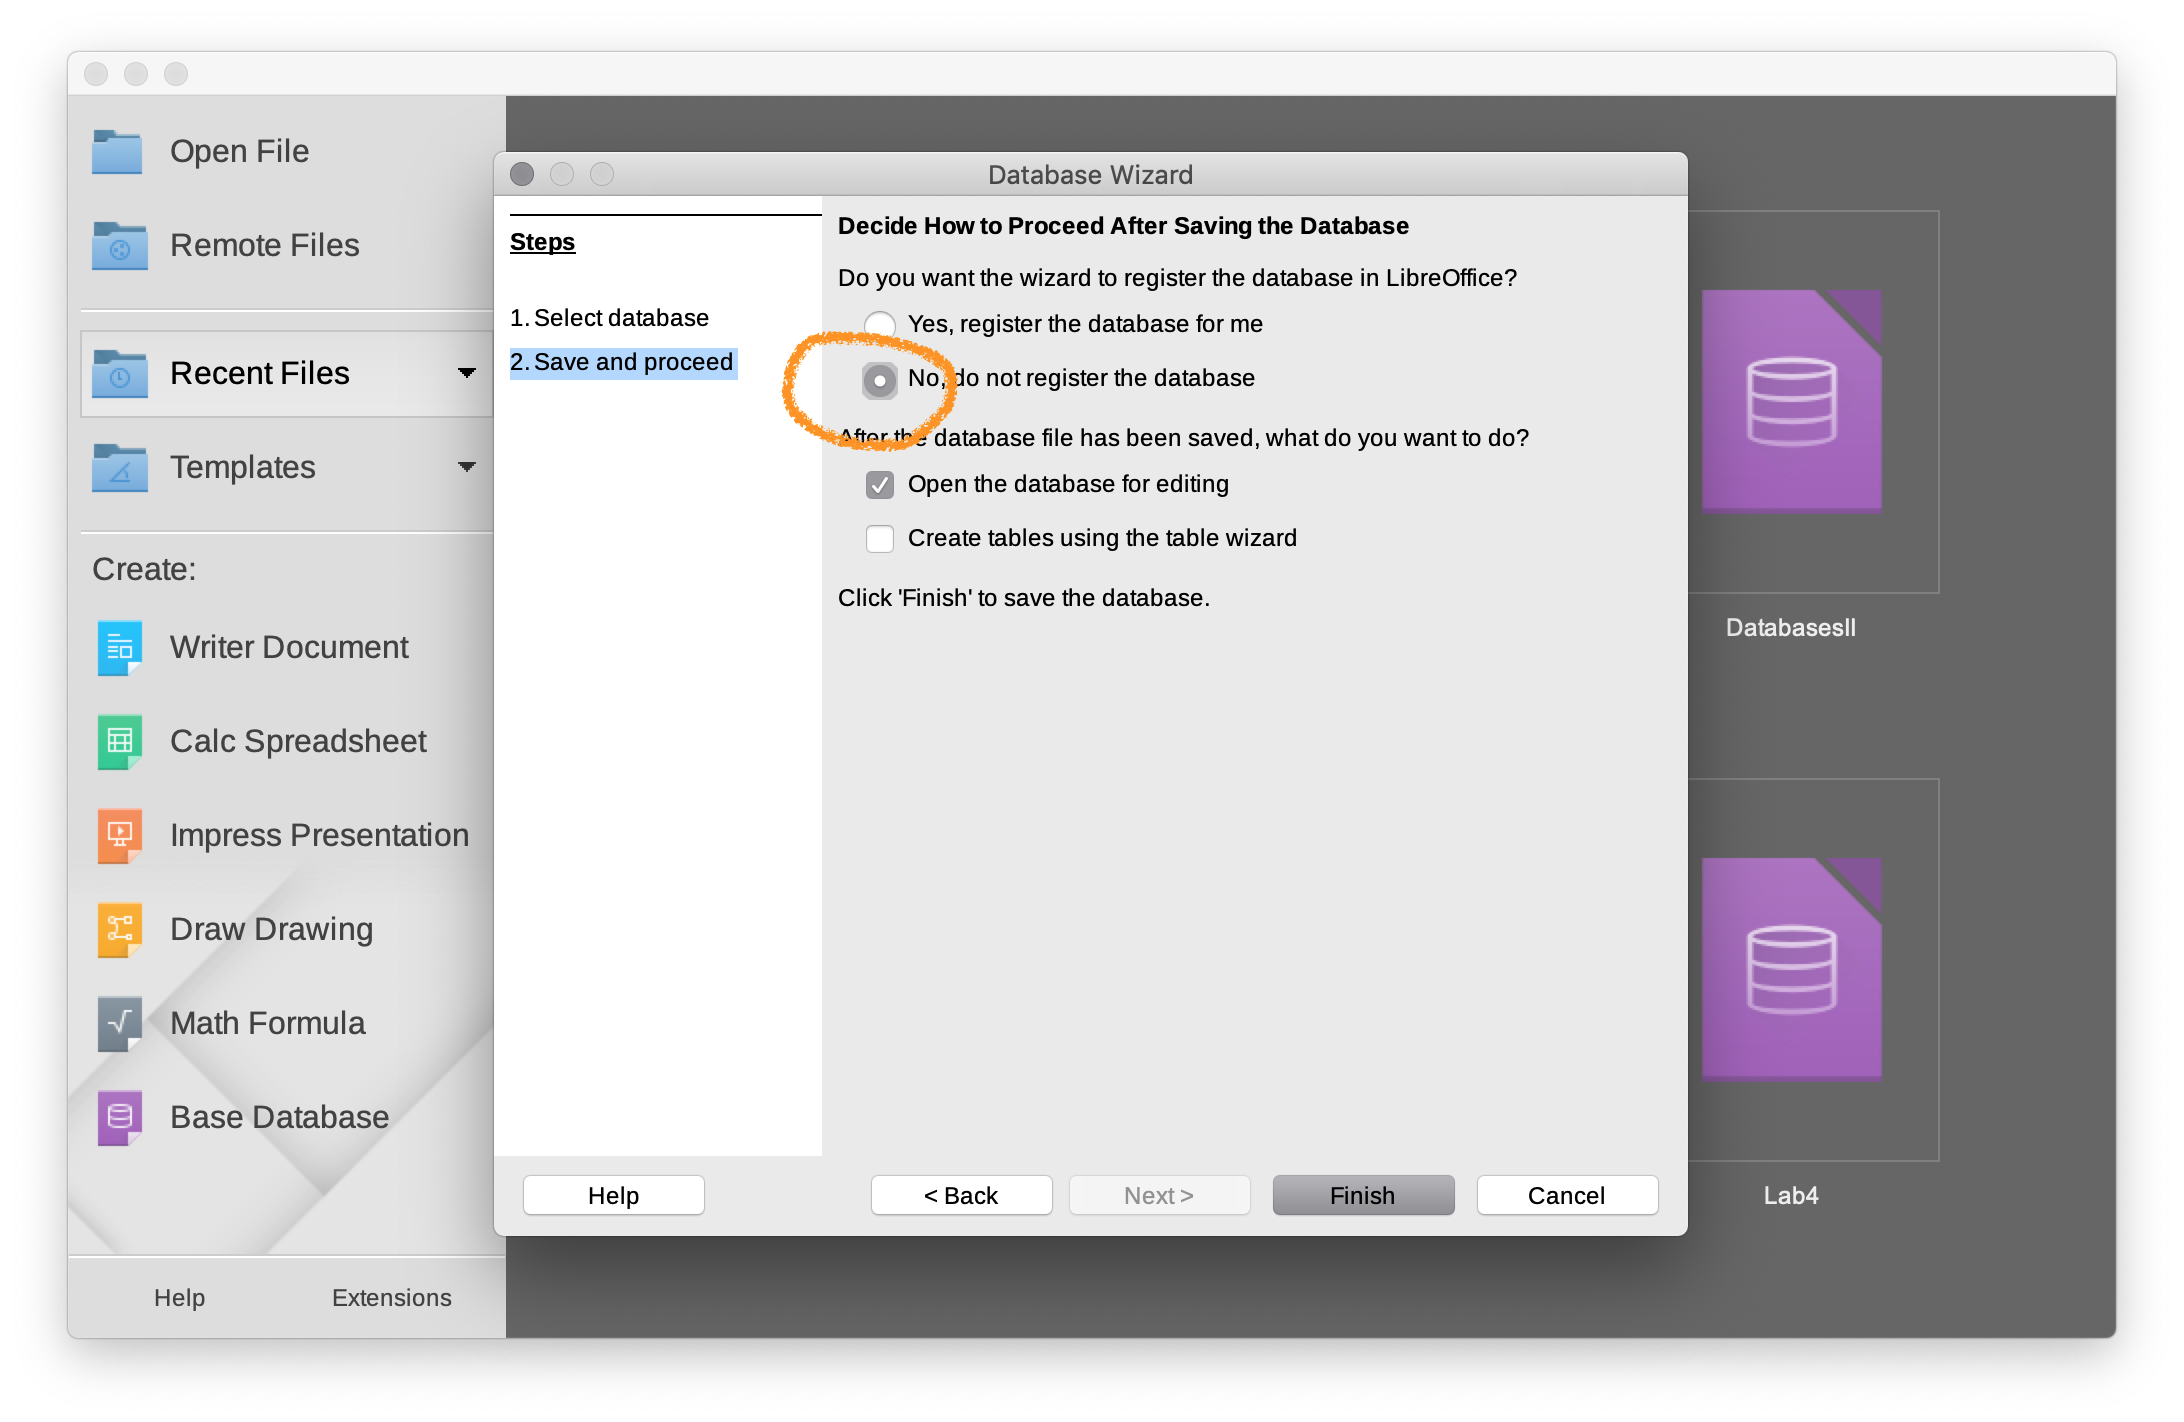 Open File
Remote Files
Recent Files
Templates
Create:
Writer Document
Calc Spreadsheet
Impress Presentation
Draw Drawing
Math Formula
Base Database
Help
Extensions
Database Wizard
Steps
1. Select database
2. Save and proceed
Decide How to Proceed After Saving the Database
Do you want the wizard to register the database in LibreOffice?
Yes, register the database for me
No, do not register the database
After the database file has been saved, what do you want to do?
Open the database for editing
Create tables using the table wizard
Click 'Finish' to save the database.
Help
< Back
Next >
Finish
Cancel
DatabasesII
Lab4